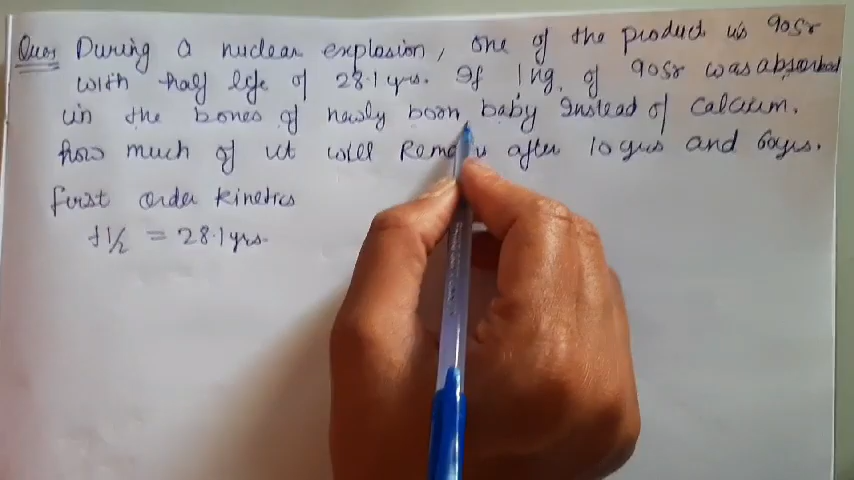 Ques During a nuclear explosion, one of the product is 90Sr
with half life of 28.1 yrs. If 1 ng. of 90Sr was absorbed
in the bones of newly born baby Instead of calcium.
how much of it will after 10 yrs and 60yrs.
first order kinetics
t1/2 = 28.1 yrs.